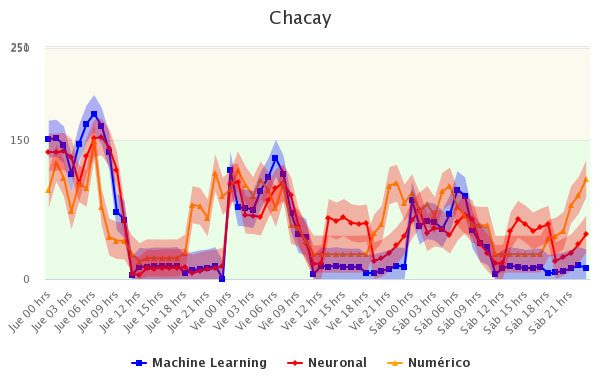 Chacay
250
251
150
0
Jue 00 hrs
Jue 03 hrs
Jue 06 hrs
Jue 09 hrs
Jue 12 hrs
Jue 15 hrs
Jue 18 hrs
Jue 21 hrs
Vie 00 hrs
Vie 03 hrs
Vie 06 hrs
Vie 09 hrs
Vie 12 hrs
Vie 15 hrs
Vie 18 hrs
Vie 21 hrs
Sáb 00 hrs
Sáb 03 hrs
Sáb 06 hrs
Sáb 09 hrs
Sáb 12 hrs
Sáb 15 hrs
Sáb 18 hrs
Sáb 21 hrs
Machine Learning Neuronal Numérico